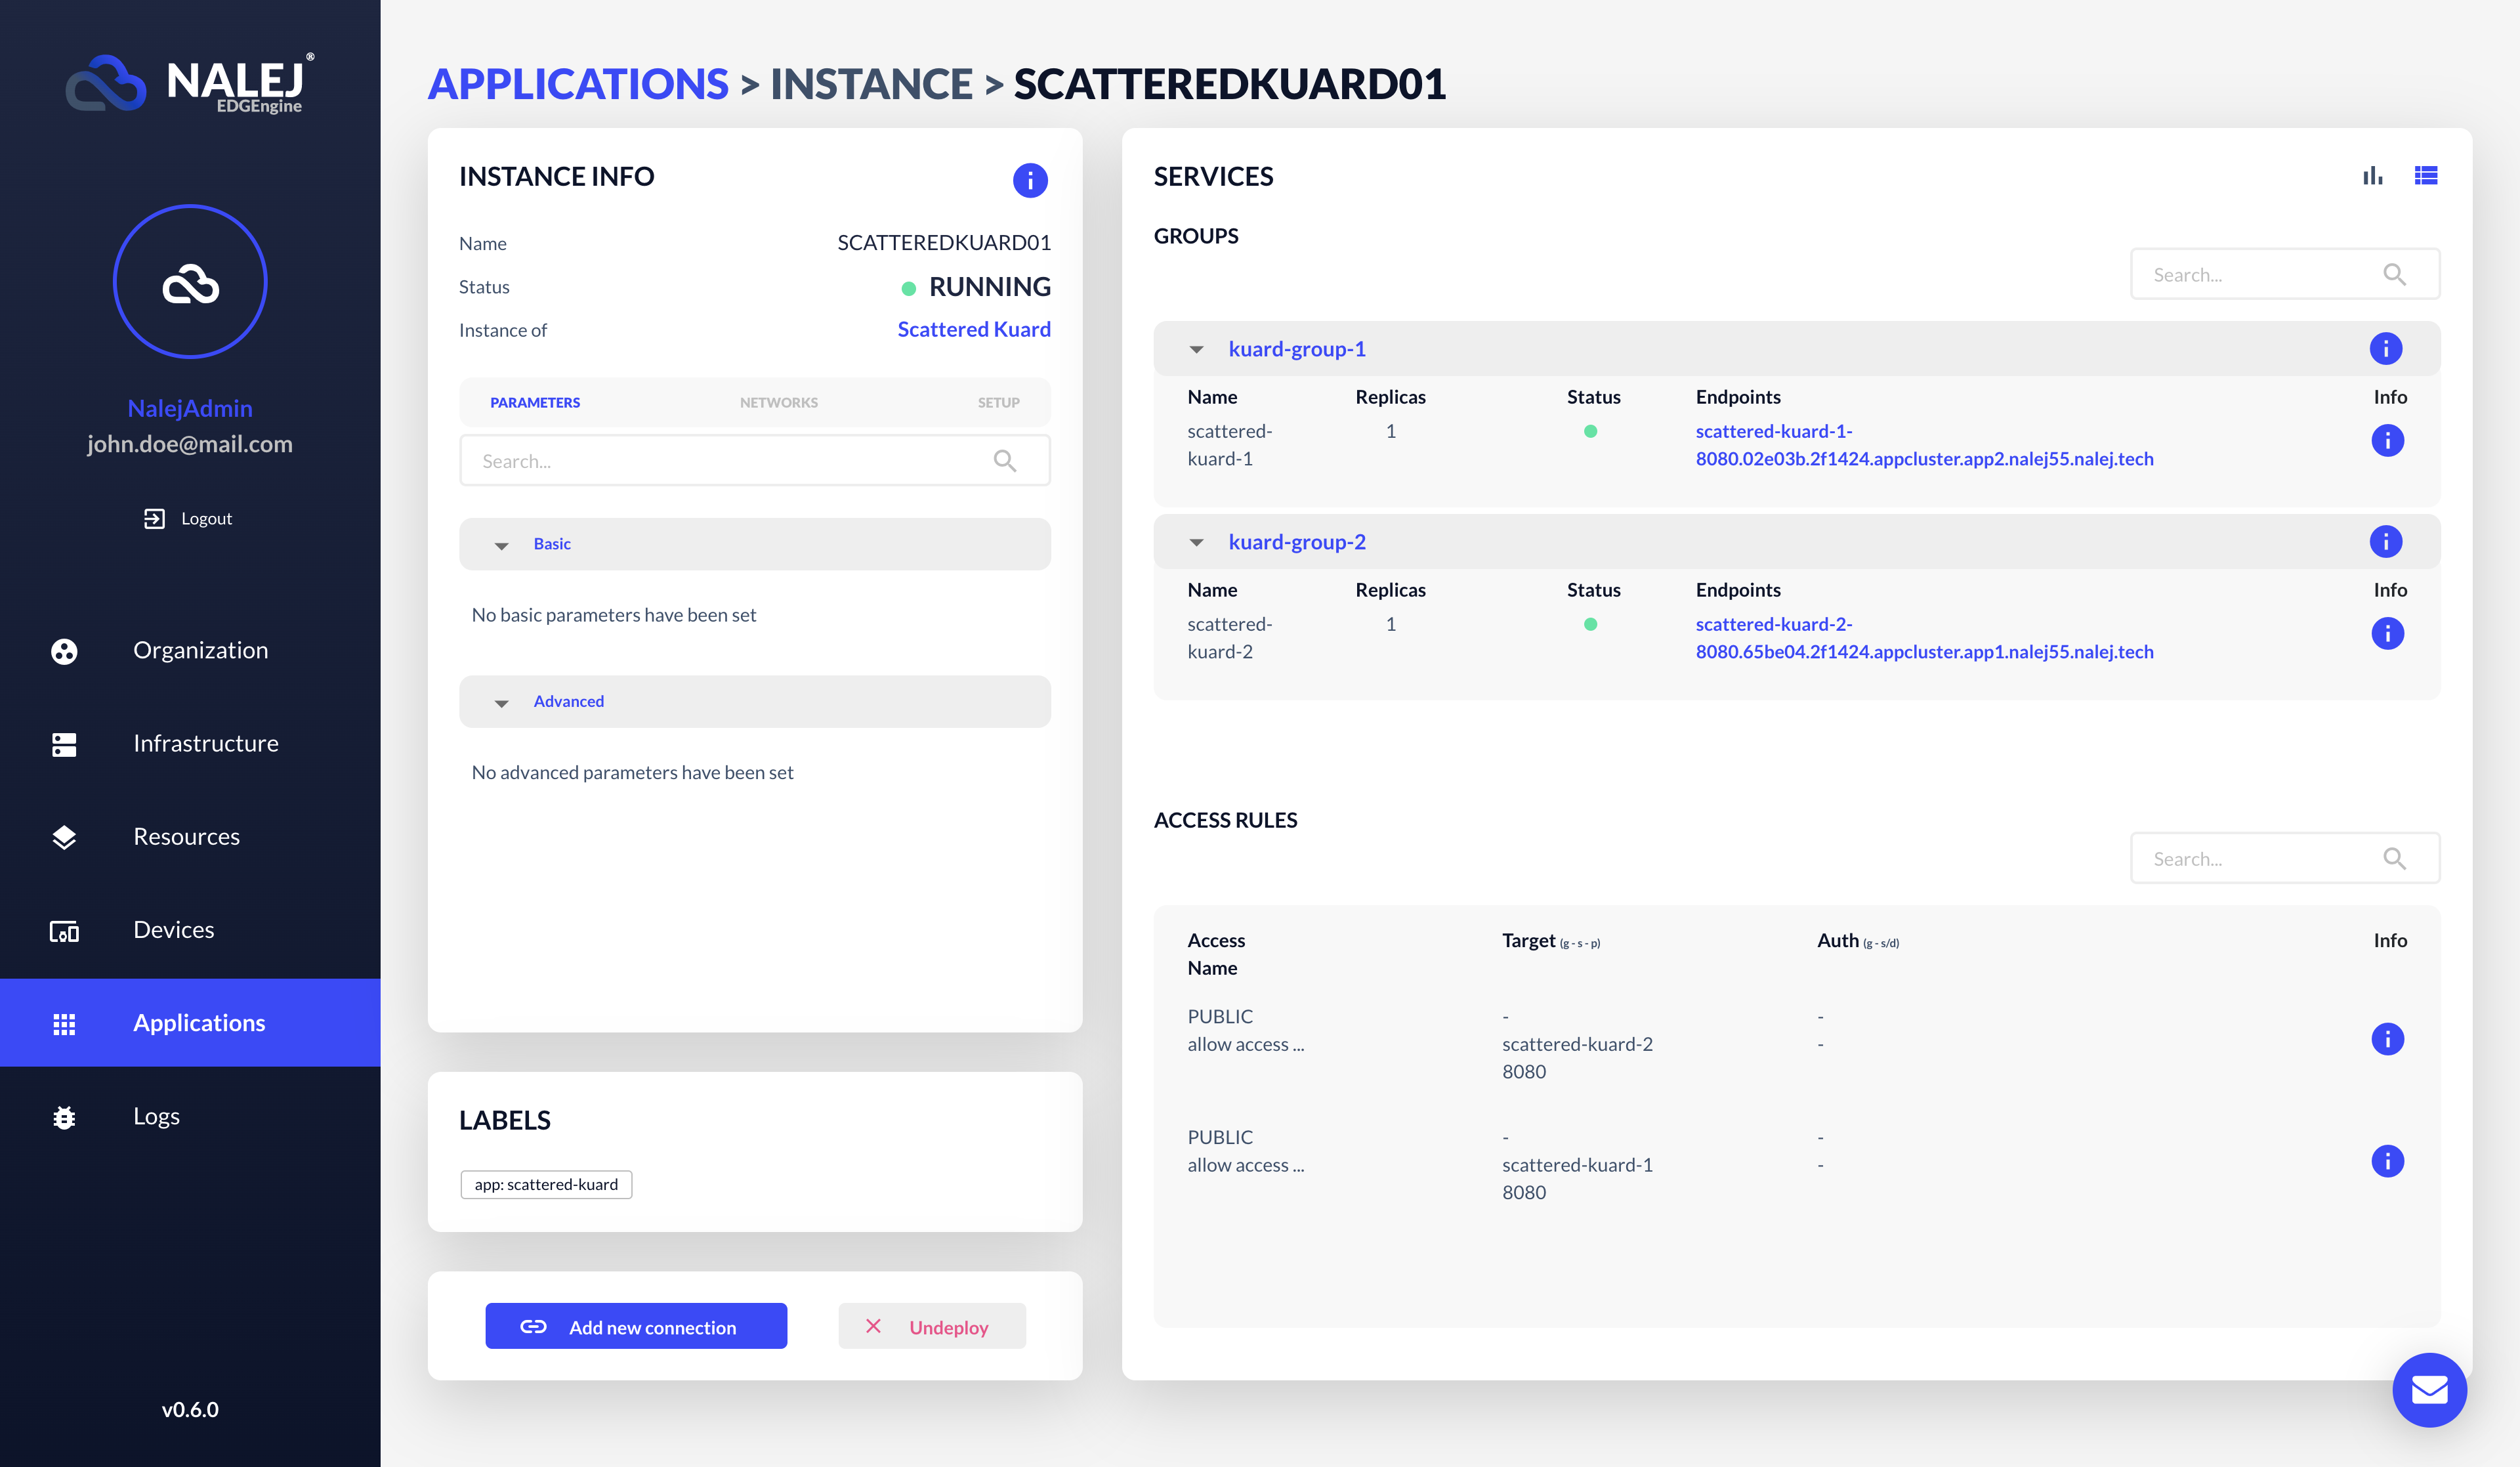 NALEJ®
EDGEngine
NalejAdmin
john.doe@mail.com
Logout
Organization
Infrastructure
Resources
Devices
Applications
Logs
v0.6.0
APPLICATIONS > INSTANCE > SCATTEREDKUARD01
INSTANCE INFO
Name SCATTEREDKUARD01
Status RUNNING
Instance of Scattered Kuard
PARAMETERS NETWORKS SETUP
Search...
Basic
No basic parameters have been set
Advanced
No advanced parameters have been set
LABELS
app: scattered-kuard
Add new connection Undeploy
SERVICES
GROUPS
Search...
kuard-group-1
Name Replicas Status Endpoints Info
scattered- 1 scattered-kuard-1-
kuard-1 8080.02e03b.2f1424.appcluster.app2.nalej55.nalej.tech
kuard-group-2
Name Replicas Status Endpoints Info
scattered- 1 scattered-kuard-2-
kuard-2 8080.65be04.2f1424.appcluster.app1.nalej55.nalej.tech
ACCESS RULES
Search...
Access Target (g - s - p) Auth (g - s/d) Info
Name
PUBLIC - -
allow access ... scattered-kuard-2 -
8080
PUBLIC - -
allow access ... scattered-kuard-1 -
8080